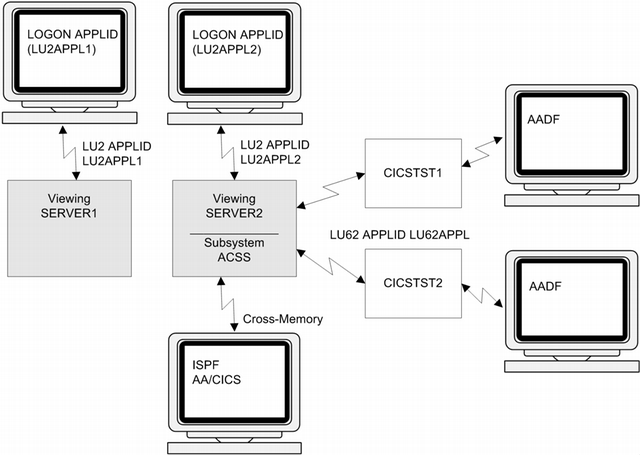 LOGON APPLID
(LU2APPL1)
LOGON APPLID
(LU2APPL2)
LU2 APPLID
LU2APPL1
LU2 APPLID
LU2APPL2
AADF
CICSTST1
Viewing
SERVER1
Viewing
SERVER2
Subsystem
ACSS
LU62 APPLID LU62APPL
CICSTST2
AADF
Cross-Memory
ISPF
AA/CICS